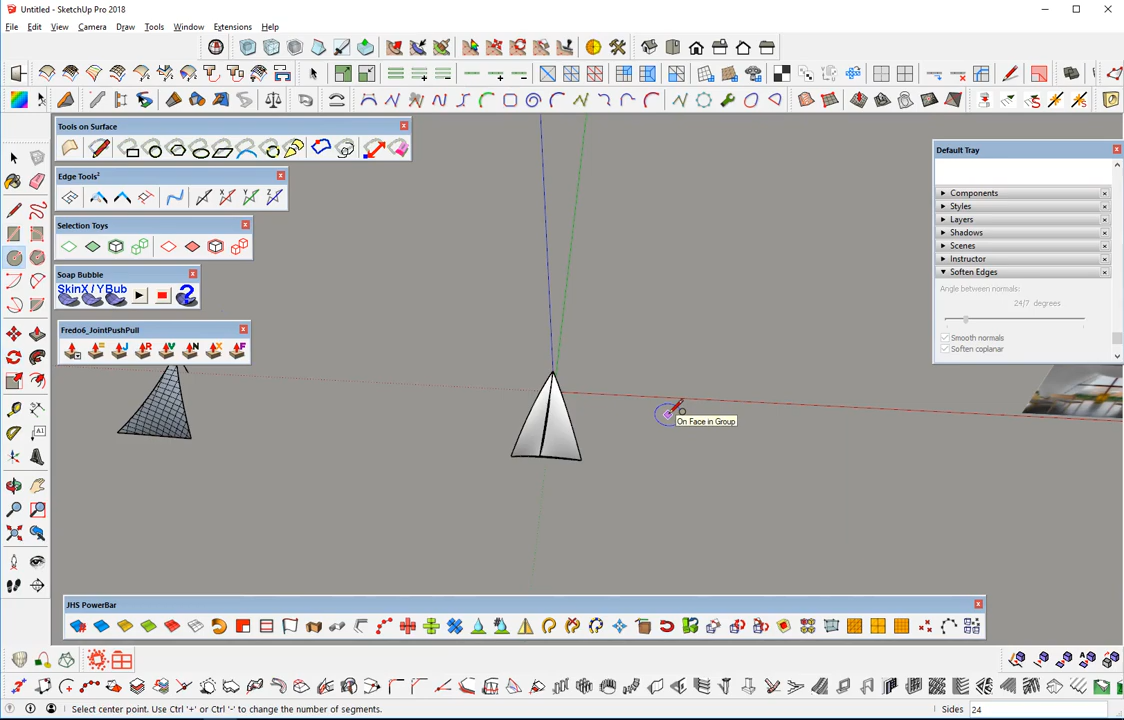 Untitled - SketchUp Pro 2018
File Edit View Camera Draw Tools Window Extensions Help
Tools on Surface
Default Tray
Edge Tools²
Components
Styles
Layers
Selection Toys
Shadows
Scenes
Instructor
Soap Bubble
Soften Edges
SkinX / YBub
Angle between normals:
24/7 degrees
Fredo6_JointPushPull
Smooth normals
Soften coplanar
On Face in Group
JHS PowerBar
Select center point. Use Ctrl '+' or Ctrl '-' to change the number of segments.
Sides 24